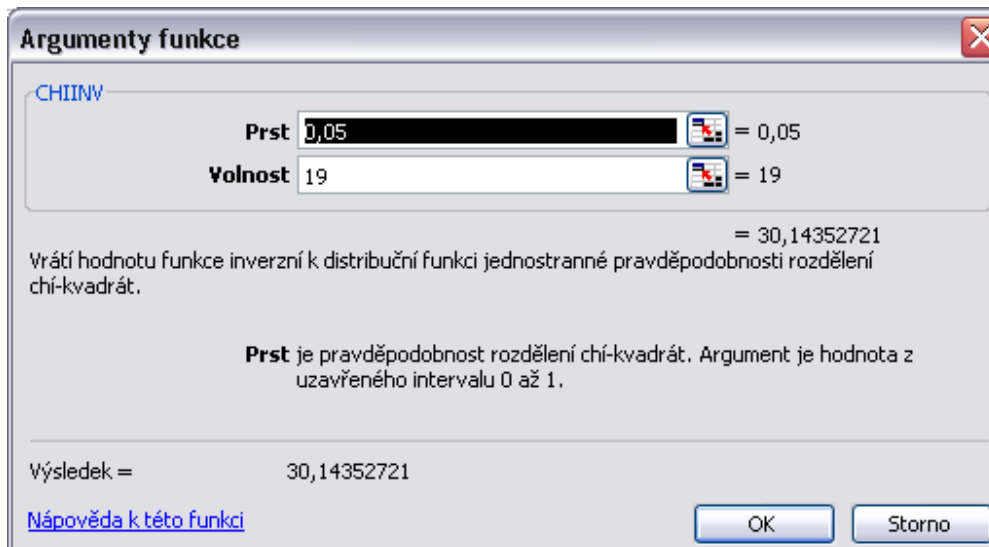 Argumenty funkce
CHIINV
Prst 0,05 = 0,05
Volnost 19 = 19
= 30,14352721
Vrátí hodnotu funkce inverzní k distribuční funkci jednostranné pravděpodobnosti rozdělení
chí-kvadrát.
Prst je pravděpodobnost rozdělení chí-kvadrát. Argument je hodnota z
uzavřeného intervalu 0 až 1.
Výsledek = 30,14352721
Nápověda k této funkci OK Storno